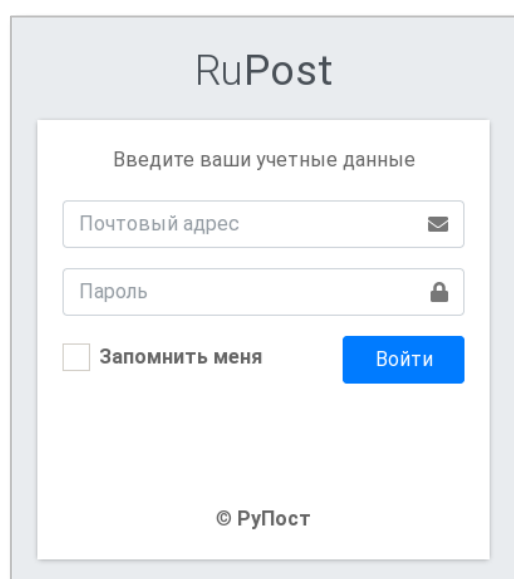 RuPost
Введите ваши учетные данные
Почтовый адрес
Пароль
Запомнить меня
Войти
© РуПост